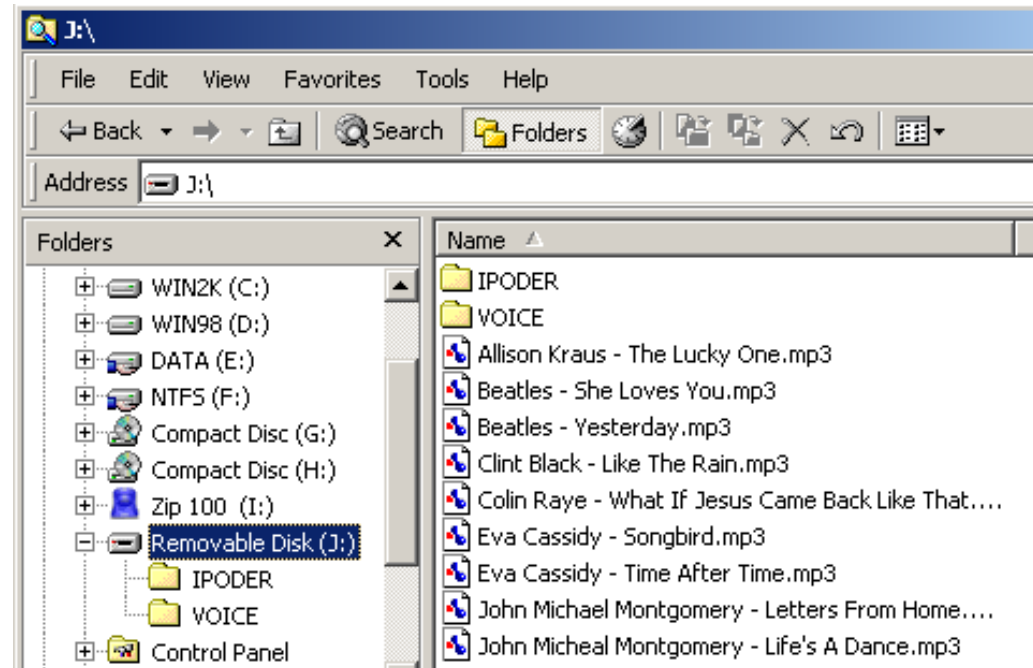 J:\
File Edit View Favorites Tools Help
Back Search Folders
Address J:\
Folders
WIN2K (C:)
WIN98 (D:)
DATA (E:)
NTFS (F:)
Compact Disc (G:)
Compact Disc (H:)
Zip 100 (I:)
Removable Disk (J:)
IPODER
VOICE
Control Panel
Name
IPODER
VOICE
Allison Kraus - The Lucky One.mp3
Beatles - She Loves You.mp3
Beatles - Yesterday.mp3
Clint Black - Like The Rain.mp3
Colin Raye - What If Jesus Came Back Like That....
Eva Cassidy - Songbird.mp3
Eva Cassidy - Time After Time.mp3
John Michael Montgomery - Letters From Home....
John Micheal Montgomery - Life's A Dance.mp3